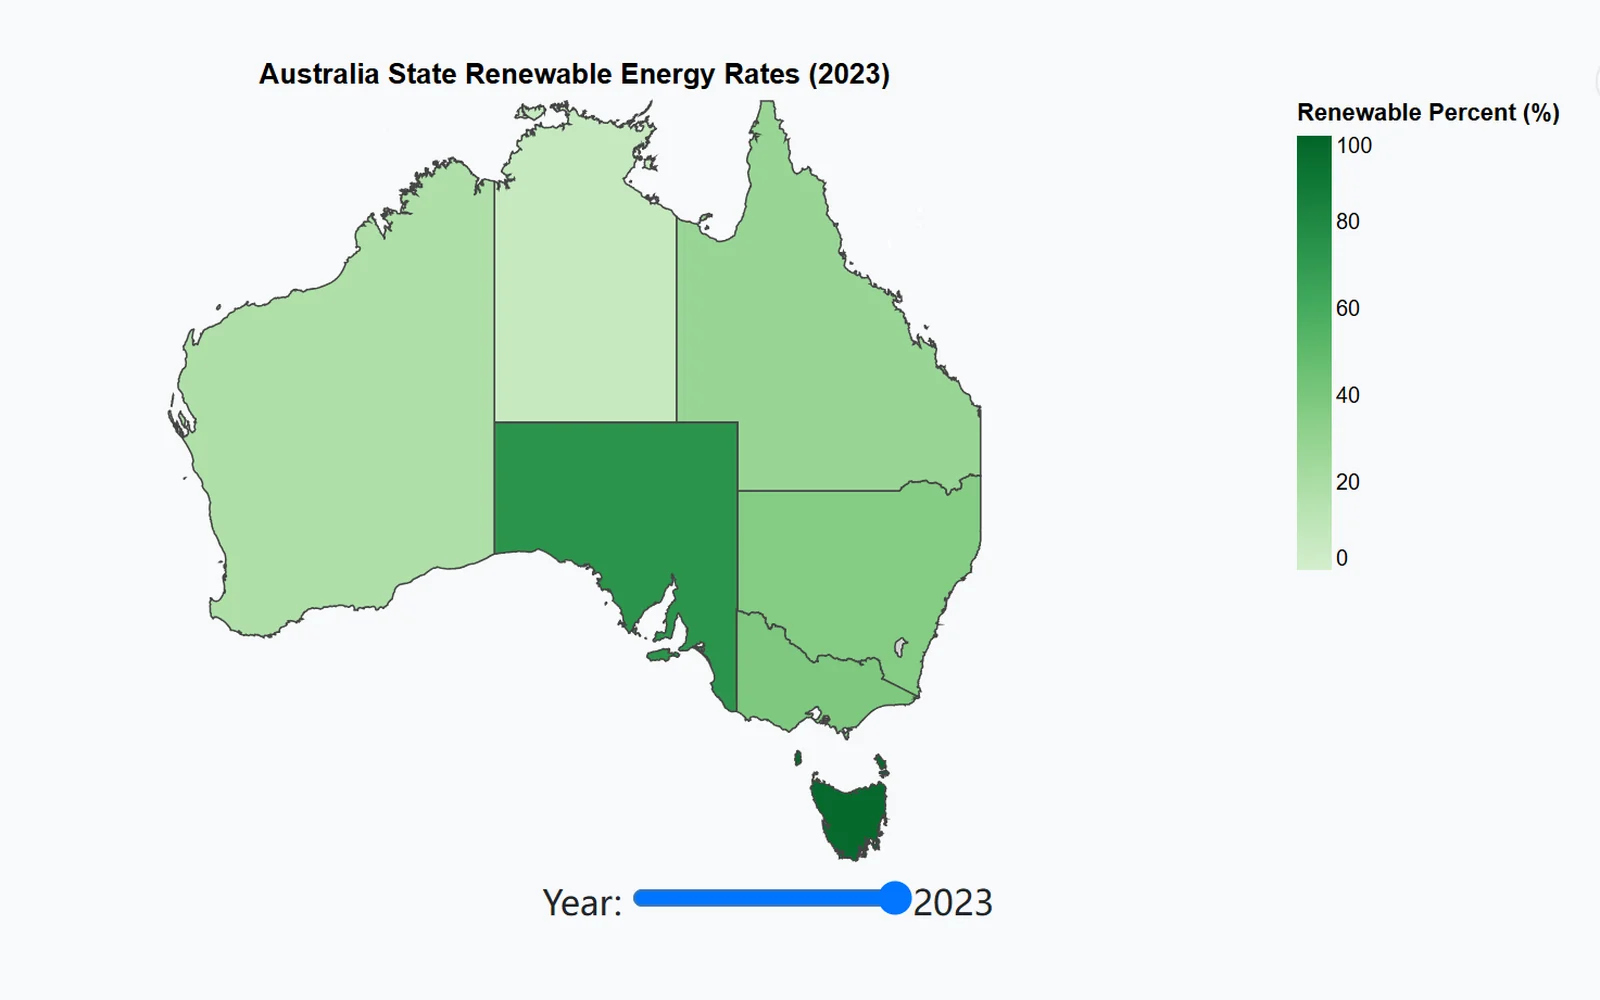 Australia State Renewable Energy Rates (2023)
Renewable Percent (%)
100
80
60
40
20
0
Year: 2023